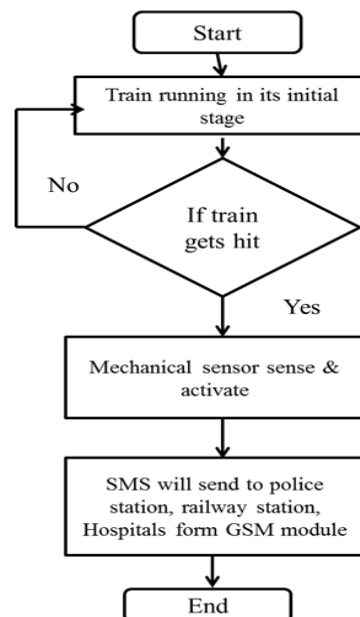 Start
Train running in its initial
stage
No
If train
gets hit
Yes
Mechanical sensor sense &
activate
SMS will send to police
station, railway station,
Hospitals form GSM module
End